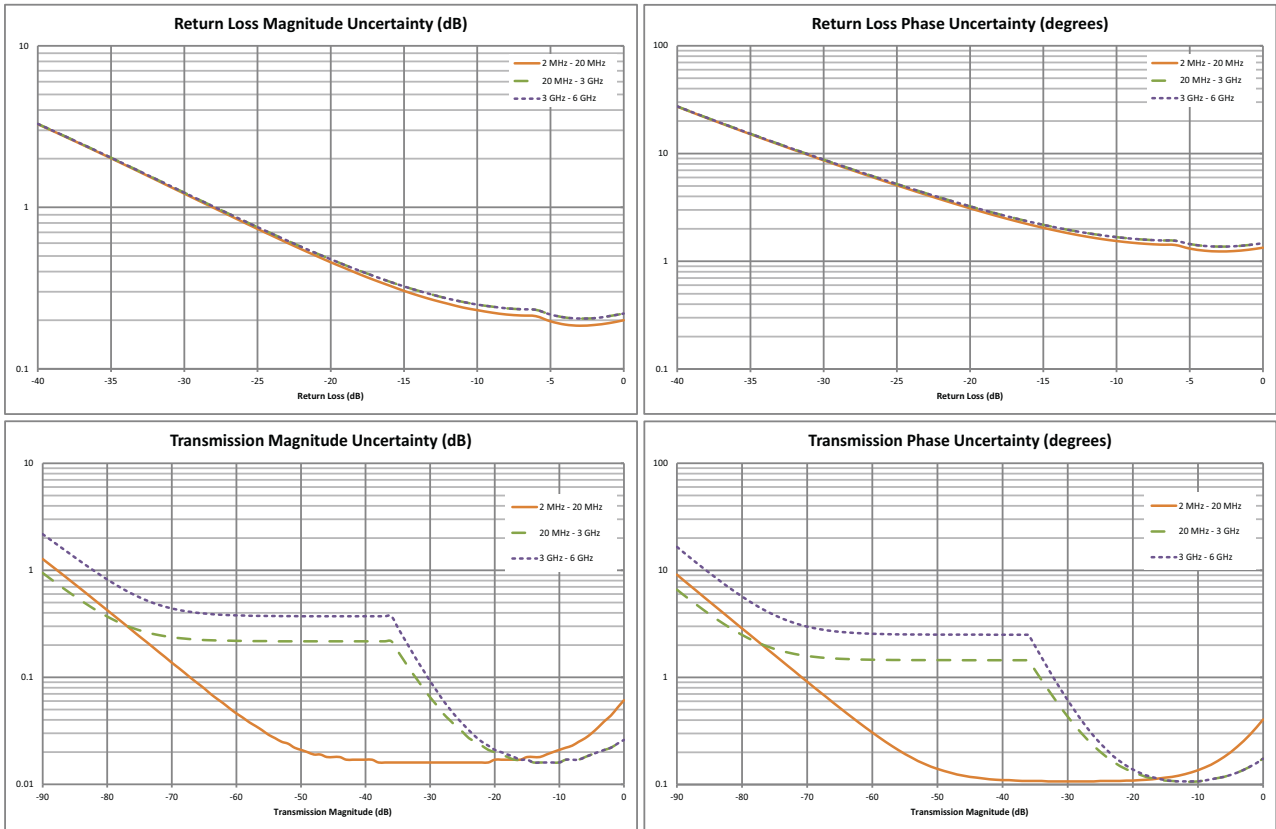 Return Loss Magnitude Uncertainty (dB)
10
1
0.1
2 MHz - 20 MHz
20 MHz - 3 GHz
3 GHz - 6 GHz
-40 -35 -30 -25 -20 -15 -10 -5 0
Return Loss (dB)
Return Loss Phase Uncertainty (degrees)
100
10
1
0.1
2 MHz - 20 MHz
20 MHz - 3 GHz
3 GHz - 6 GHz
-40 -35 -30 -25 -20 -15 -10 -5 0
Return Loss (dB)
Transmission Magnitude Uncertainty (dB)
10
1
0.1
0.01
2 MHz - 20 MHz
20 MHz - 3 GHz
3 GHz - 6 GHz
-90 -80 -70 -60 -50 -40 -30 -20 -10 0
Transmission Magnitude (dB)
Transmission Phase Uncertainty (degrees)
100
10
1
0.1
2 MHz - 20 MHz
20 MHz - 3 GHz
3 GHz - 6 GHz
-90 -80 -70 -60 -50 -40 -30 -20 -10 0
Transmission Magnitude (dB)